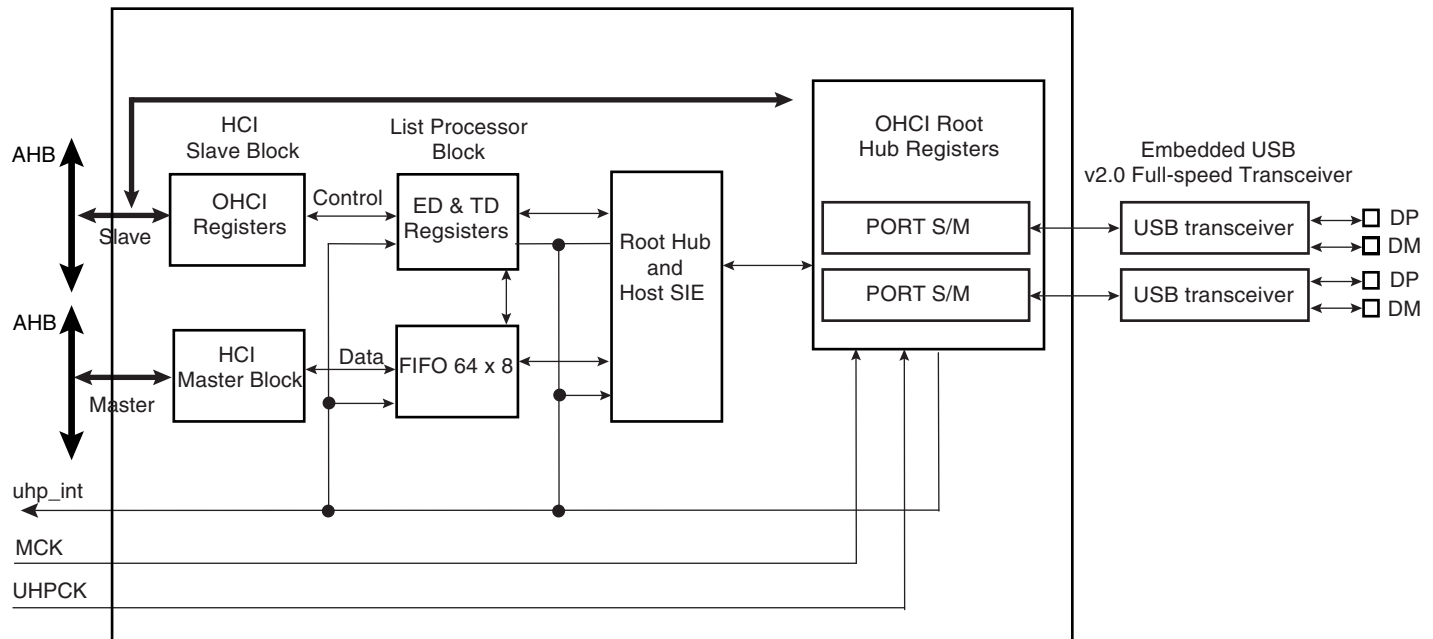 HCI
Slave Block
List Processor
Block
OHCI Root
Hub Registers
Embedded USB
v2.0 Full-speed Transceiver
AHB
Slave
OHCI
Registers
Control
ED & TD
Regsisters
Root Hub
and
Host SIE
PORT S/M
USB transceiver
DP
DM
PORT S/M
USB transceiver
DP
DM
AHB
Master
HCI
Master Block
Data
FIFO 64 x 8
uhp_int
MCK
UHPCK